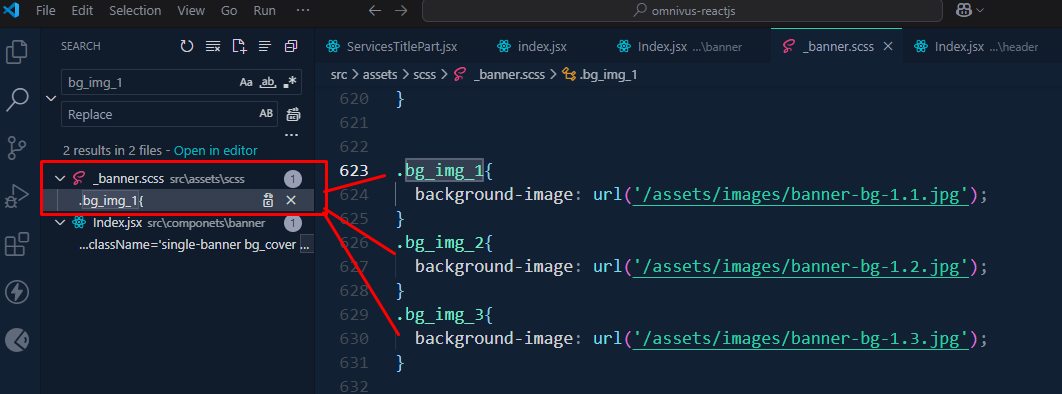 File Edit Selection View Go Run ... omnivus-reactjs
SEARCH
ServicesTitlePart.jsx index.jsx Index.jsx ...\banner _banner.scss Index.jsx ...\header
src > assets > scss > _banner.scss > .bg_img_1
bg_img_1 Aa ab .*
Replace AB
...
2 results in 2 files - Open in editor
_banner.scss src\assets\scss 1
.bg_img_1{
Index.jsx src\componets\banner 1
...className='single-banner bg_cover ...
620 }
621
622
623 .bg_img_1{
624 background-image: url('/assets/images/banner-bg-1.1.jpg');
625 }
626 .bg_img_2{
627 background-image: url('/assets/images/banner-bg-1.2.jpg');
628 }
629 .bg_img_3{
630 background-image: url('/assets/images/banner-bg-1.3.jpg');
631 }
632